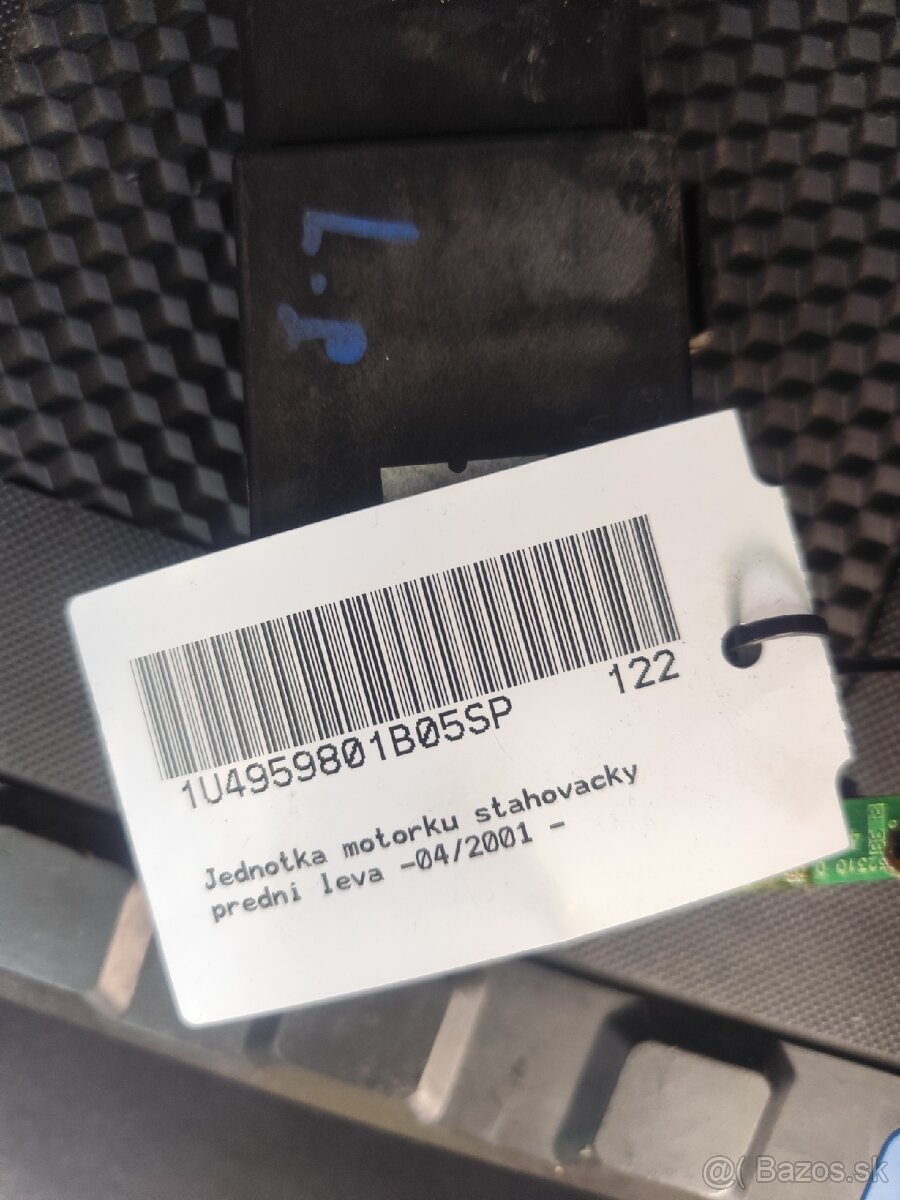 L.P
1U4959801B05SP 122
Jednotka motorku stahovacky
predni leva -04/2001 -
@( Bazos.sk